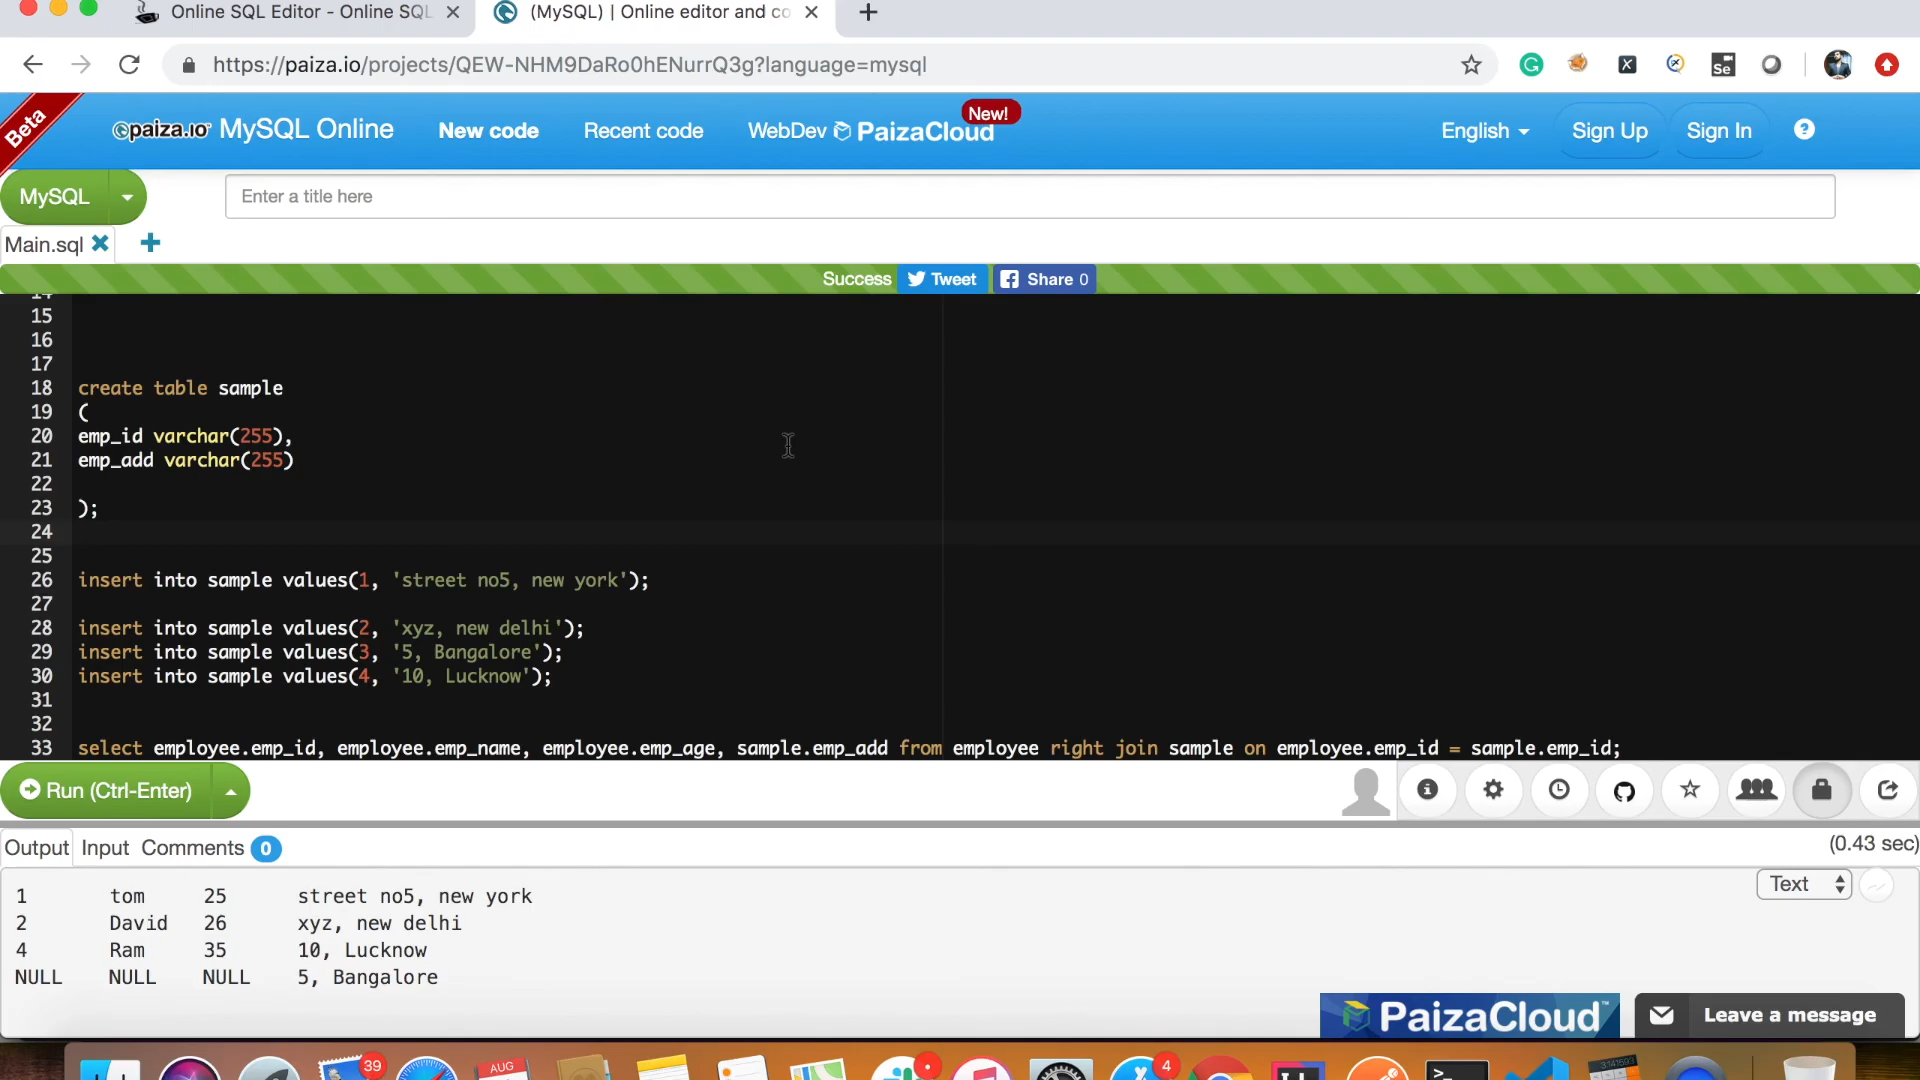 Online SQL Editor - Online SQL
(MySQL) | Online editor and co
https://paiza.io/projects/QEW-NHM9DaRo0hENurrQ3g?language=mysql
Se
Beta
paiza.IO MySQL Online
New code
Recent code
WebDev PaizaCloud
New!
English
Sign Up
Sign In
?
MySQL
Enter a title here
Main.sql
Success
Tweet
Share 0
14
15
16
17
18 create table sample
19 (
20 emp_id varchar(255),
21 emp_add varchar(255)
22
23 );
24
25
26 insert into sample values(1, 'street no5, new york');
27
28 insert into sample values(2, 'xyz, new delhi');
29 insert into sample values(3, '5, Bangalore');
30 insert into sample values(4, '10, Lucknow');
31
32
33 select employee.emp_id, employee.emp_name, employee.emp_age, sample.emp_add from employee right join sample on employee.emp_id = sample.emp_id;
Run (Ctrl-Enter)
Output Input Comments 0
(0.43 sec)
Text
1 tom 25 street no5, new york
2 David 26 xyz, new delhi
4 Ram 35 10, Lucknow
NULL NULL NULL 5, Bangalore
PaizaCloud™
Leave a message
39
AUG
4